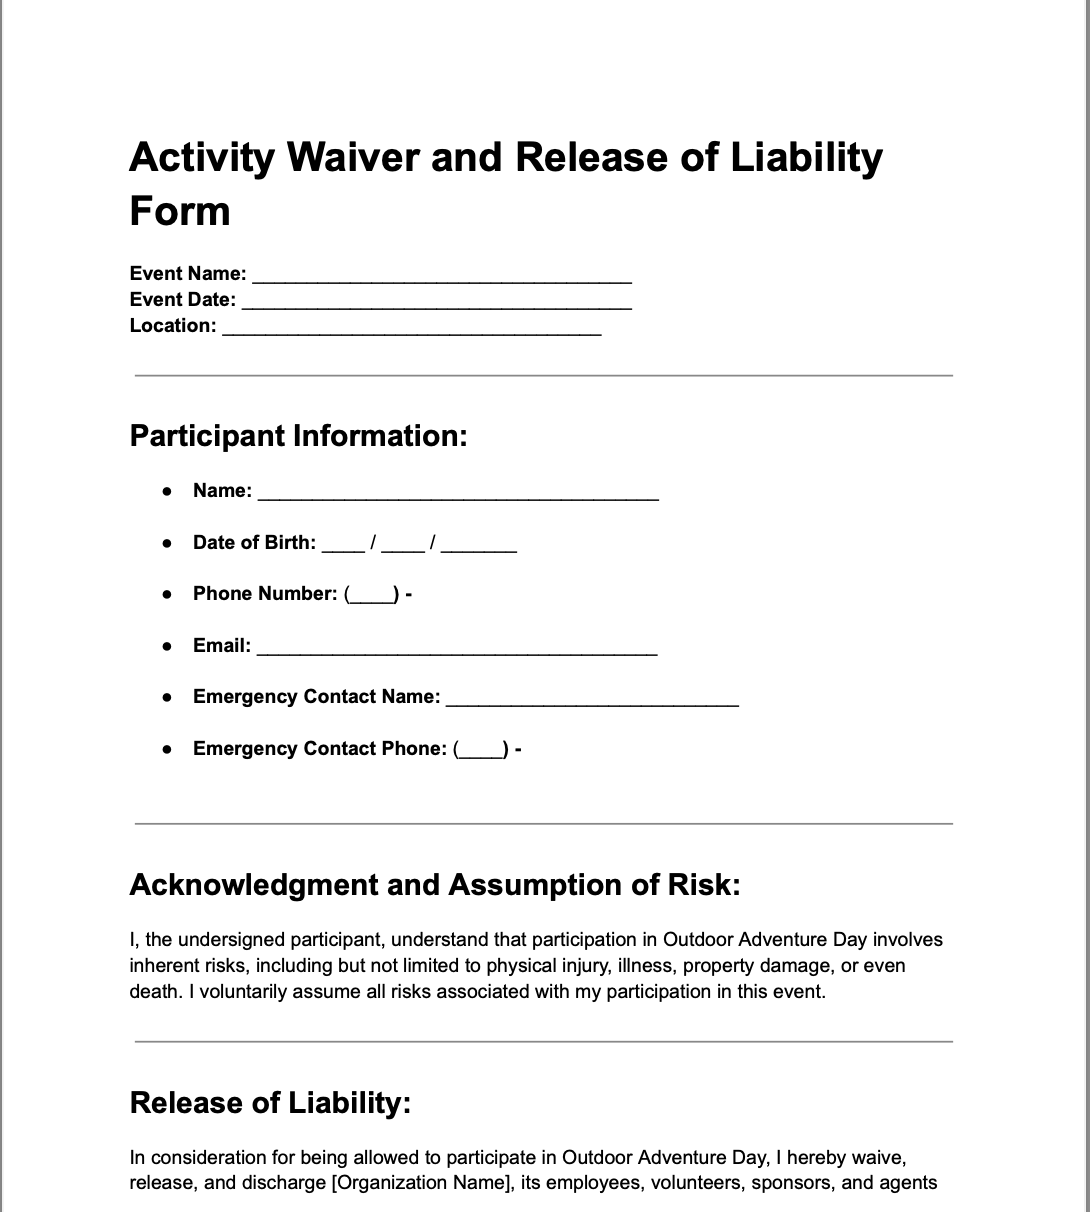 Activity Waiver and Release of Liability
Form
Event Name: ___________________________________
Event Date: ____________________________________
Location: ___________________________________
Participant Information:
● Name: _____________________________________
● Date of Birth: ____ / ____ / _______
● Phone Number: (____) -
● Email: _____________________________________
● Emergency Contact Name: ___________________________
● Emergency Contact Phone: (____) -
Acknowledgment and Assumption of Risk:
I, the undersigned participant, understand that participation in Outdoor Adventure Day involves
inherent risks, including but not limited to physical injury, illness, property damage, or even
death. I voluntarily assume all risks associated with my participation in this event.
Release of Liability:
In consideration for being allowed to participate in Outdoor Adventure Day, I hereby waive,
release, and discharge [Organization Name], its employees, volunteers, sponsors, and agents